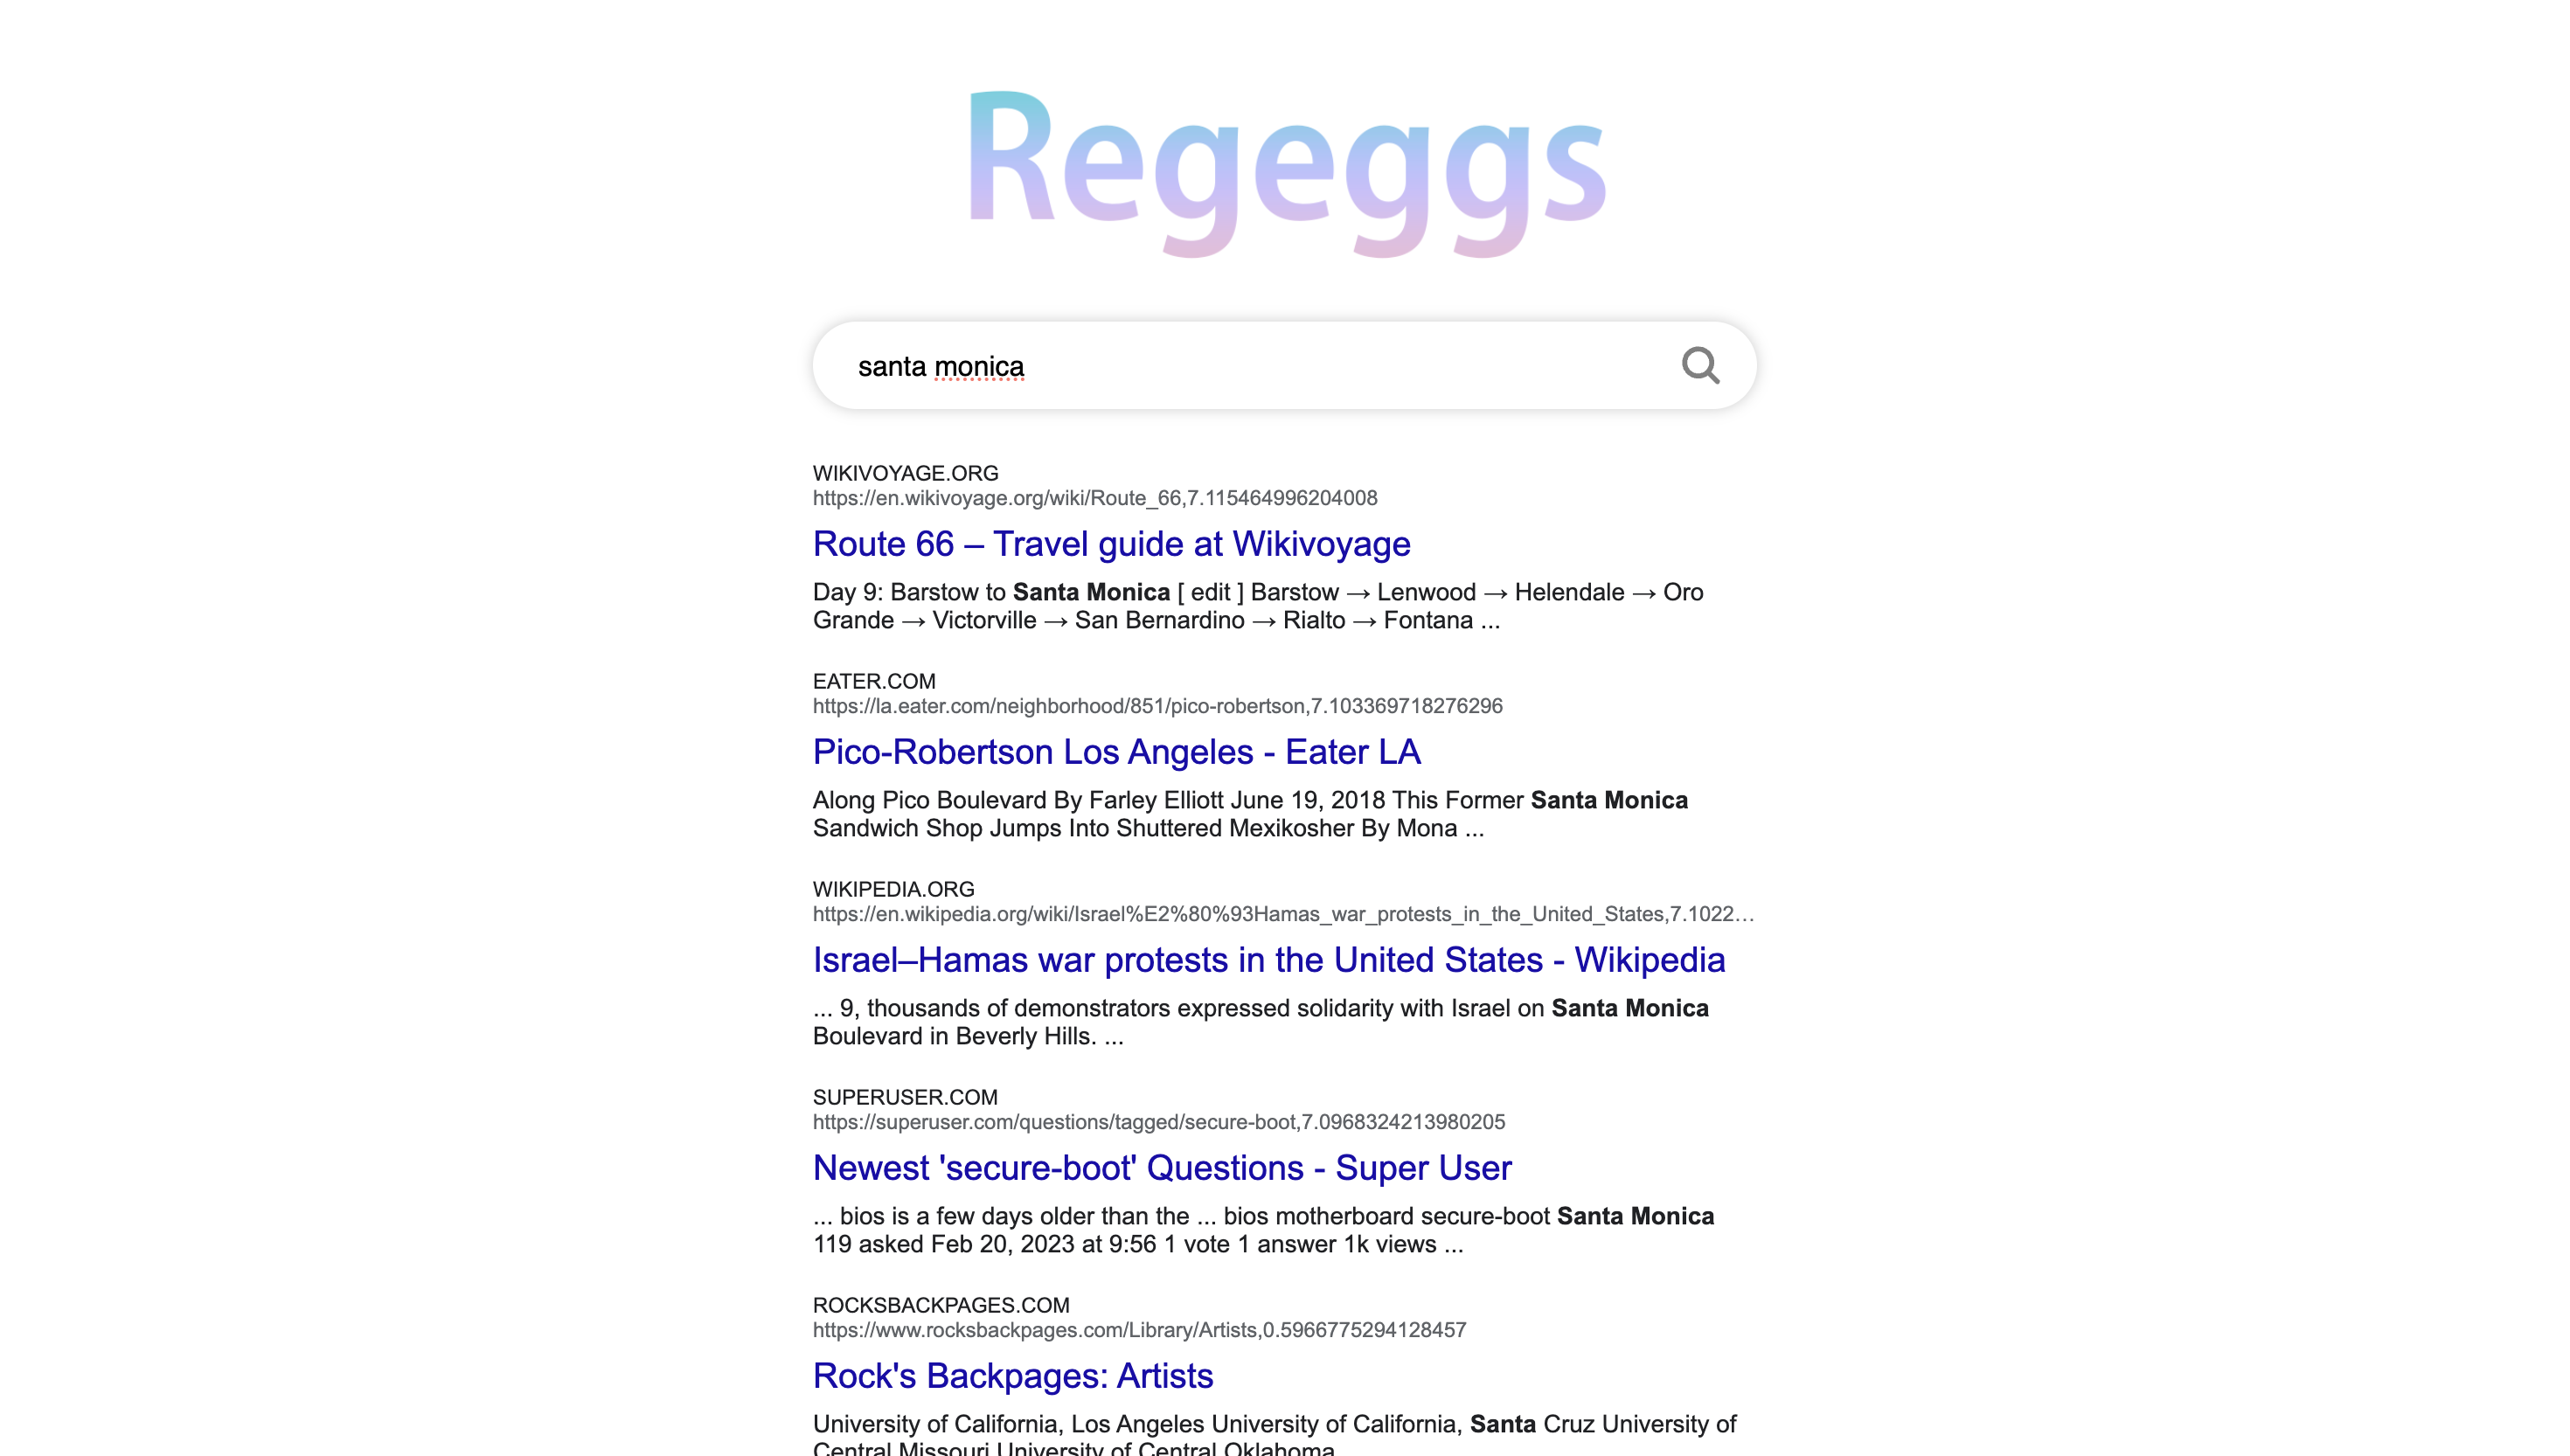 Regeggs
santa monica
WIKIVOYAGE.ORG
https://en.wikivoyage.org/wiki/Route_66,7.115464996204008
Route 66 – Travel guide at Wikivoyage
Day 9: Barstow to Santa Monica [ edit ] Barstow → Lenwood → Helendale → Oro
Grande → Victorville → San Bernardino → Rialto → Fontana ...
EATER.COM
https://la.eater.com/neighborhood/851/pico-robertson,7.103369718276296
Pico-Robertson Los Angeles - Eater LA
Along Pico Boulevard By Farley Elliott June 19, 2018 This Former Santa Monica
Sandwich Shop Jumps Into Shuttered Mexikosher By Mona ...
WIKIPEDIA.ORG
https://en.wikipedia.org/wiki/Israel%E2%80%93Hamas_war_protests_in_the_United_States,7.1022…
Israel–Hamas war protests in the United States - Wikipedia
... 9, thousands of demonstrators expressed solidarity with Israel on Santa Monica
Boulevard in Beverly Hills. ...
SUPERUSER.COM
https://superuser.com/questions/tagged/secure-boot,7.0968324213980205
Newest 'secure-boot' Questions - Super User
... bios is a few days older than the ... bios motherboard secure-boot Santa Monica
119 asked Feb 20, 2023 at 9:56 1 vote 1 answer 1k views ...
ROCKSBACKPAGES.COM
https://www.rocksbackpages.com/Library/Artists,0.5966775294128457
Rock's Backpages: Artists
University of California, Los Angeles University of California, Santa Cruz University of
Central Missouri University of Central Oklahoma